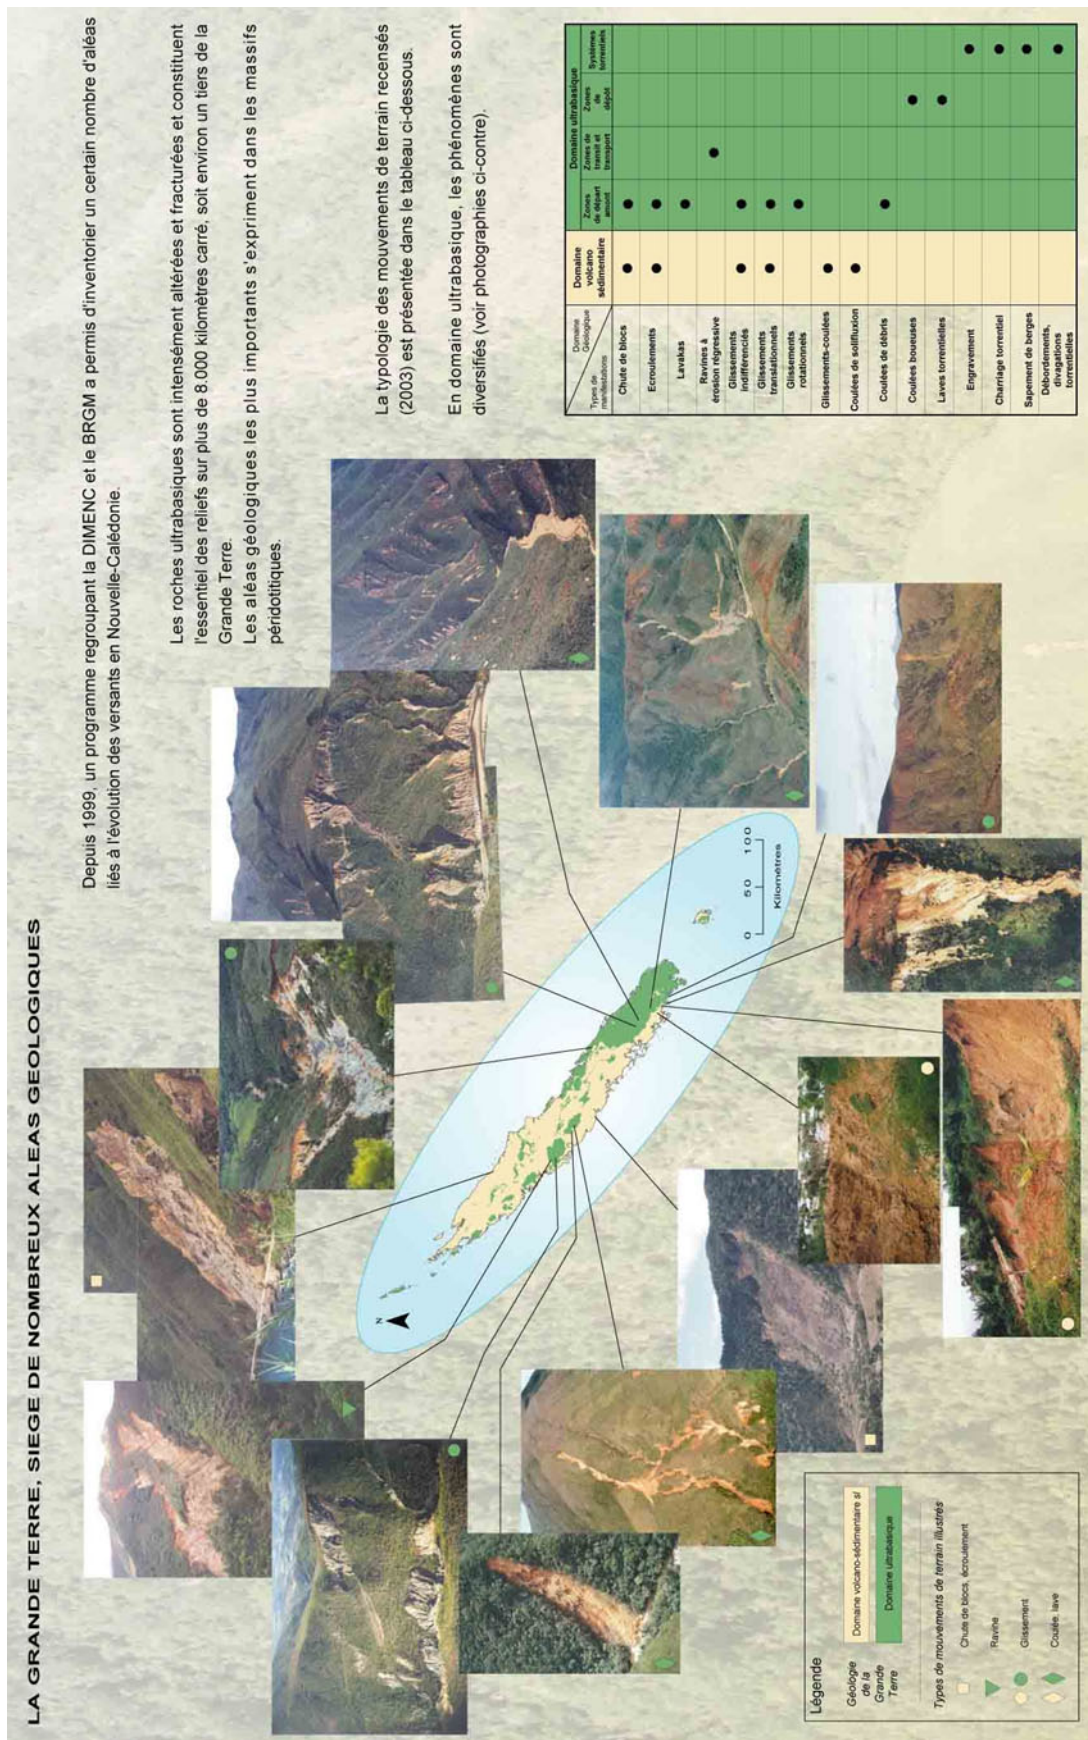 LA GRANDE TERRE, SIEGE DE NOMBREUX ALEAS GEOLOGIQUES
Depuis 1999, un programme regroupant la DIMENC et le BRGM a permis d'inventorier un certain nombre d'aléas
liés à l'évolution des versants en Nouvelle-Calédonie.
Les roches ultrabasiques sont intensément altérées et fracturées et constituent
l'essentiel des reliefs sur plus de 8.000 kilomètres carré, soit environ un tiers de la
Grande Terre.
Les aléas géologiques les plus importants s'expriment dans les massifs
péridotitiques.
La typologie des mouvements de terrain recensés
(2003) est présentée dans le tableau ci-dessous.
En domaine ultrabasique, les phénomènes sont
diversifiés (voir photographies ci-contre).
Domaine
Géologique
Types de
manifestations
Domaine
volcano
sédimentaire
Domaine ultrabasique
Zones
de départ
amont
Zones de
transit et
transport
Zones
de
dépôt
Systèmes
torrentiels
Chute de blocs
Ecroulements
Lavakas
Ravines à
érosion régressive
Glissements
indifférenciés
Glissements
translationnels
Glissements
rotationnels
Glissements-coulées
Coulées de solifluxion
Coulées de débris
Coulées boueuses
Laves torrentielles
Engravement
Charriage torrentiel
Sapement de berges
Débordements,
divagations
torrentielles
N
0 50 100
Kilomètres
Légende
Géologie
de la
Grande
Terre
Domaine volcano-sédimentaire sl
Domaine ultrabasique
Types de mouvements de terrain illustrés
Chute de blocs, écroulement
Ravine
Glissement
Coulée, lave